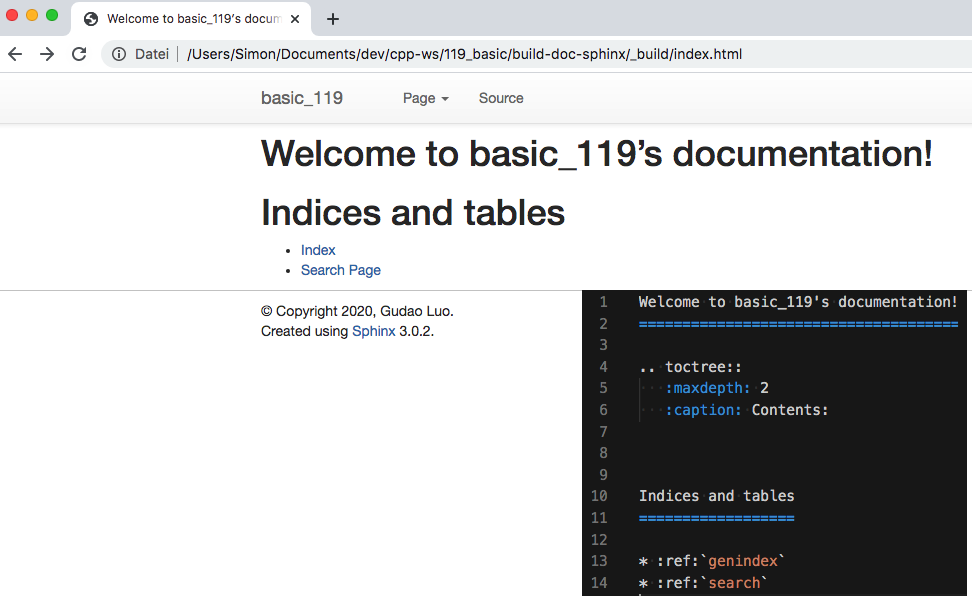 Welcome to basic_119's docum
Datei /Users/Simon/Documents/dev/cpp-ws/119_basic/build-doc-sphinx/_build/index.html
basic_119 Page Source
Welcome to basic_119’s documentation!
Indices and tables
• Index
• Search Page
© Copyright 2020, Gudao Luo.
Created using Sphinx 3.0.2.
1 Welcome to basic_119's documentation!
2 =====================================
3
4 .. toctree::
5 :maxdepth: 2
6 :caption: Contents:
7
8
9
10 Indices and tables
11 ==================
12
13 * :ref:`genindex`
14 * :ref:`search`